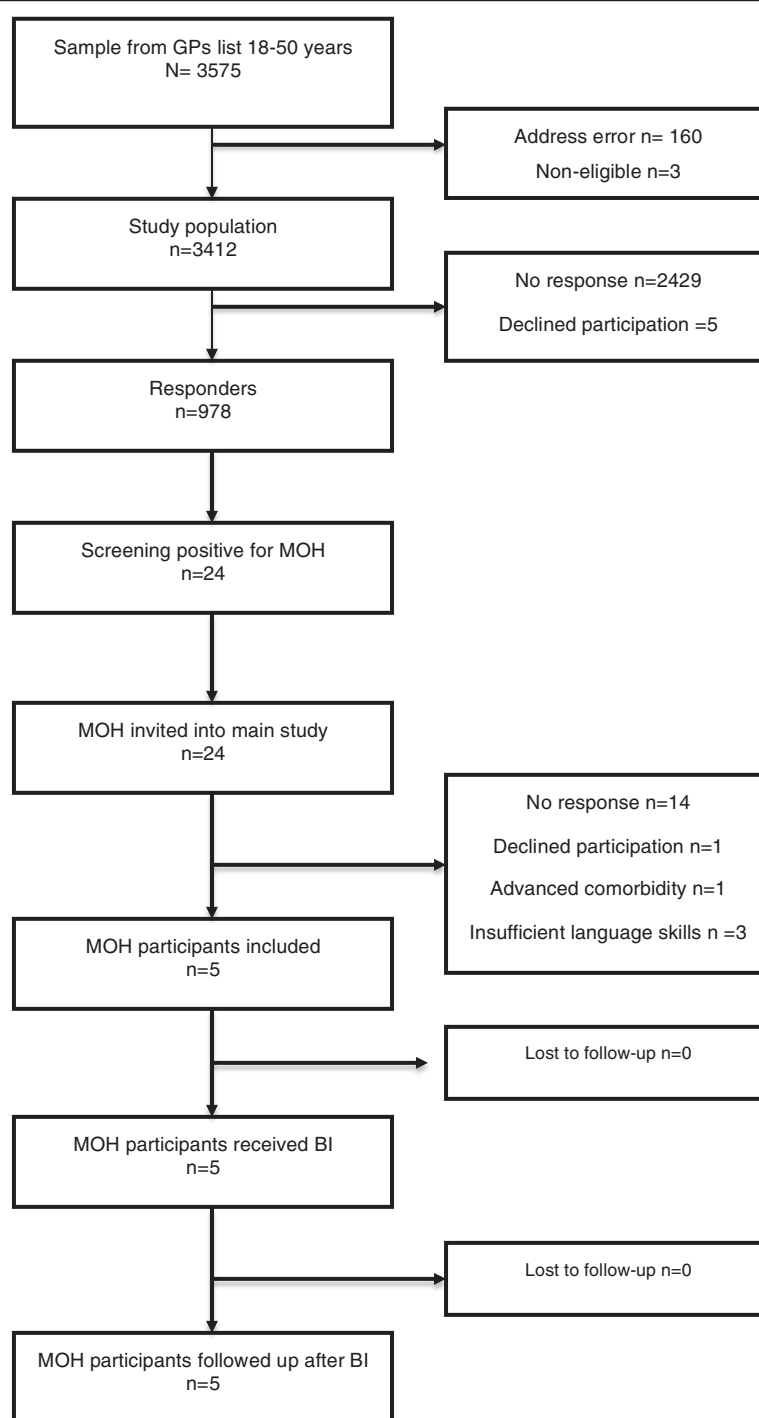 Sample from GPs list 18-50 years
N= 3575
Address error n= 160
Non-eligible n=3
Study population
n=3412
No response n=2429
Declined participation =5
Responders
n=978
Screening positive for MOH
n=24
MOH invited into main study
n=24
No response n=14
Declined participation n=1
Advanced comorbidity n=1
Insufficient language skills n =3
MOH participants included
n=5
Lost to follow-up n=0
MOH participants received BI
n=5
Lost to follow-up n=0
MOH participants followed up after BI
n=5